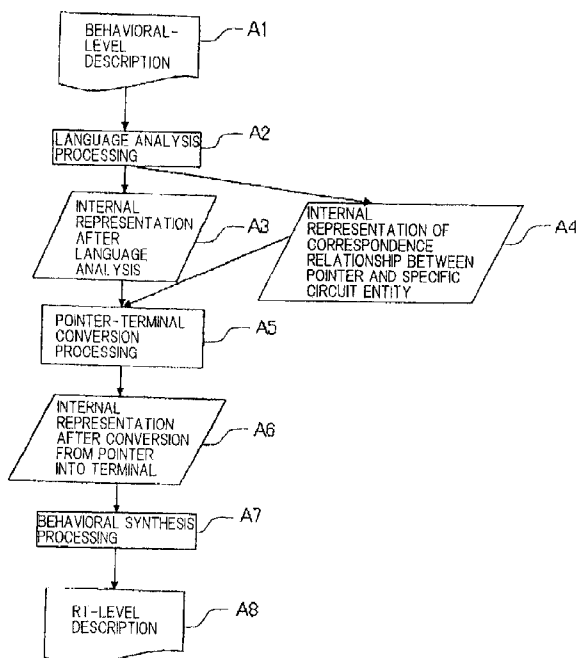 BEHAVIORAL-
LEVEL
DESCRIPTION
A1
LANGUAGE ANALYSIS
PROCESSING
A2
INTERNAL
REPRESENTATION
AFTER
LANGUAGE
ANALYSIS
A3
INTERNAL
REPRESENTATION OF
CORRESPONDENCE
RELATIONSHIP BETWEEN
POINTER AND SPECIFIC
CIRCUIT ENTITY
A4
POINTER-TERMINAL
CONVERSION
PROCESSING
A5
INTERNAL
REPRESENTATION
AFTER CONVERSION
FROM POINTER
INTO TERMINAL
A6
BEHAVIORAL SYNTHESIS
PROCESSING
A7
RT-LEVEL
DESCRIPTION
A8